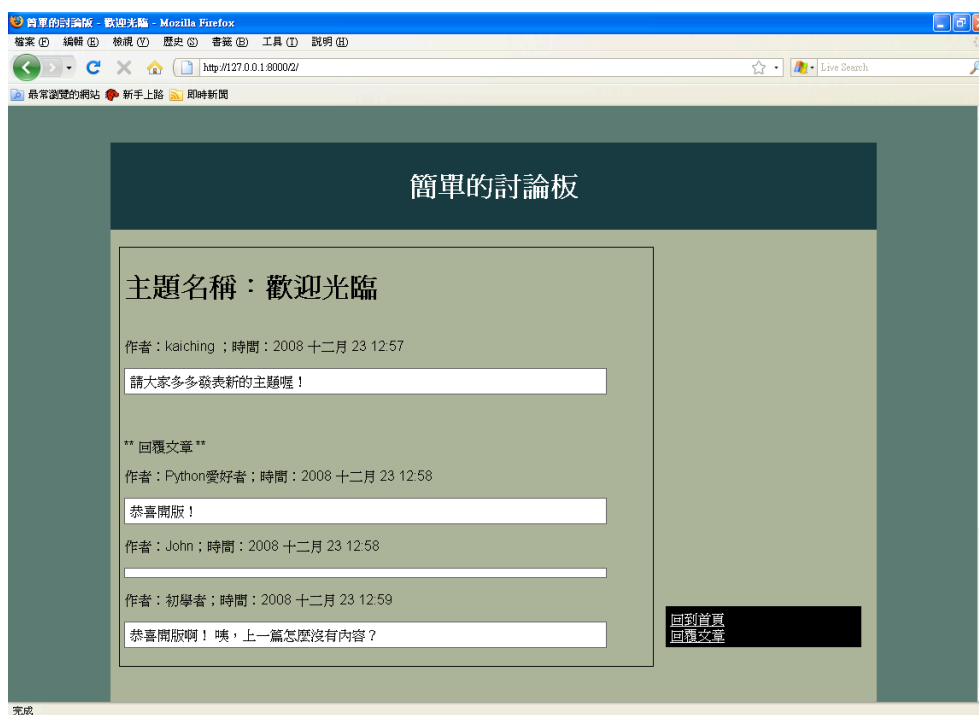 簡單的討論版 - 歡迎光臨 - Mozilla Firefox
檔案(F) 編輯(E) 檢視(V) 歷史(S) 書籤(B) 工具(T) 說明(H)
http://127.0.0.1:8000/2/ Live Search
最常瀏覽的網站 新手上路 即時新聞
簡單的討論板
主題名稱：歡迎光臨
作者：kaiching ；時間：2008 十二月 23 12:57
請大家多多發表新的主題喔！
** 回覆文章 **
作者：Python愛好者；時間：2008 十二月 23 12:58
恭喜開版！
作者：John；時間：2008 十二月 23 12:58
作者：初學者；時間：2008 十二月 23 12:59
恭喜開版啊！ 咦，上一篇怎麼沒有內容？
回到首頁
回覆文章
完成